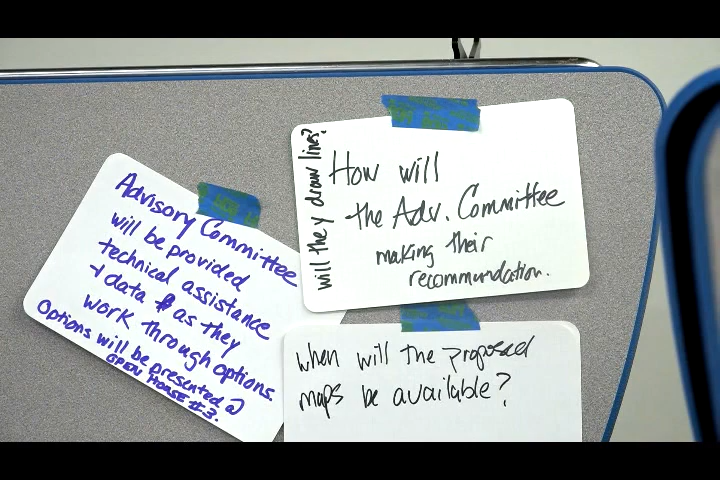 Advisory Committee
will be provided
technical assistance
+ data as they
work through options.
Options will be presented @
OPEN HOUSE #3.
will they draw lines?
How will
the Adv. Committee
making their
recommundation.
when will the proposed
maps be available?